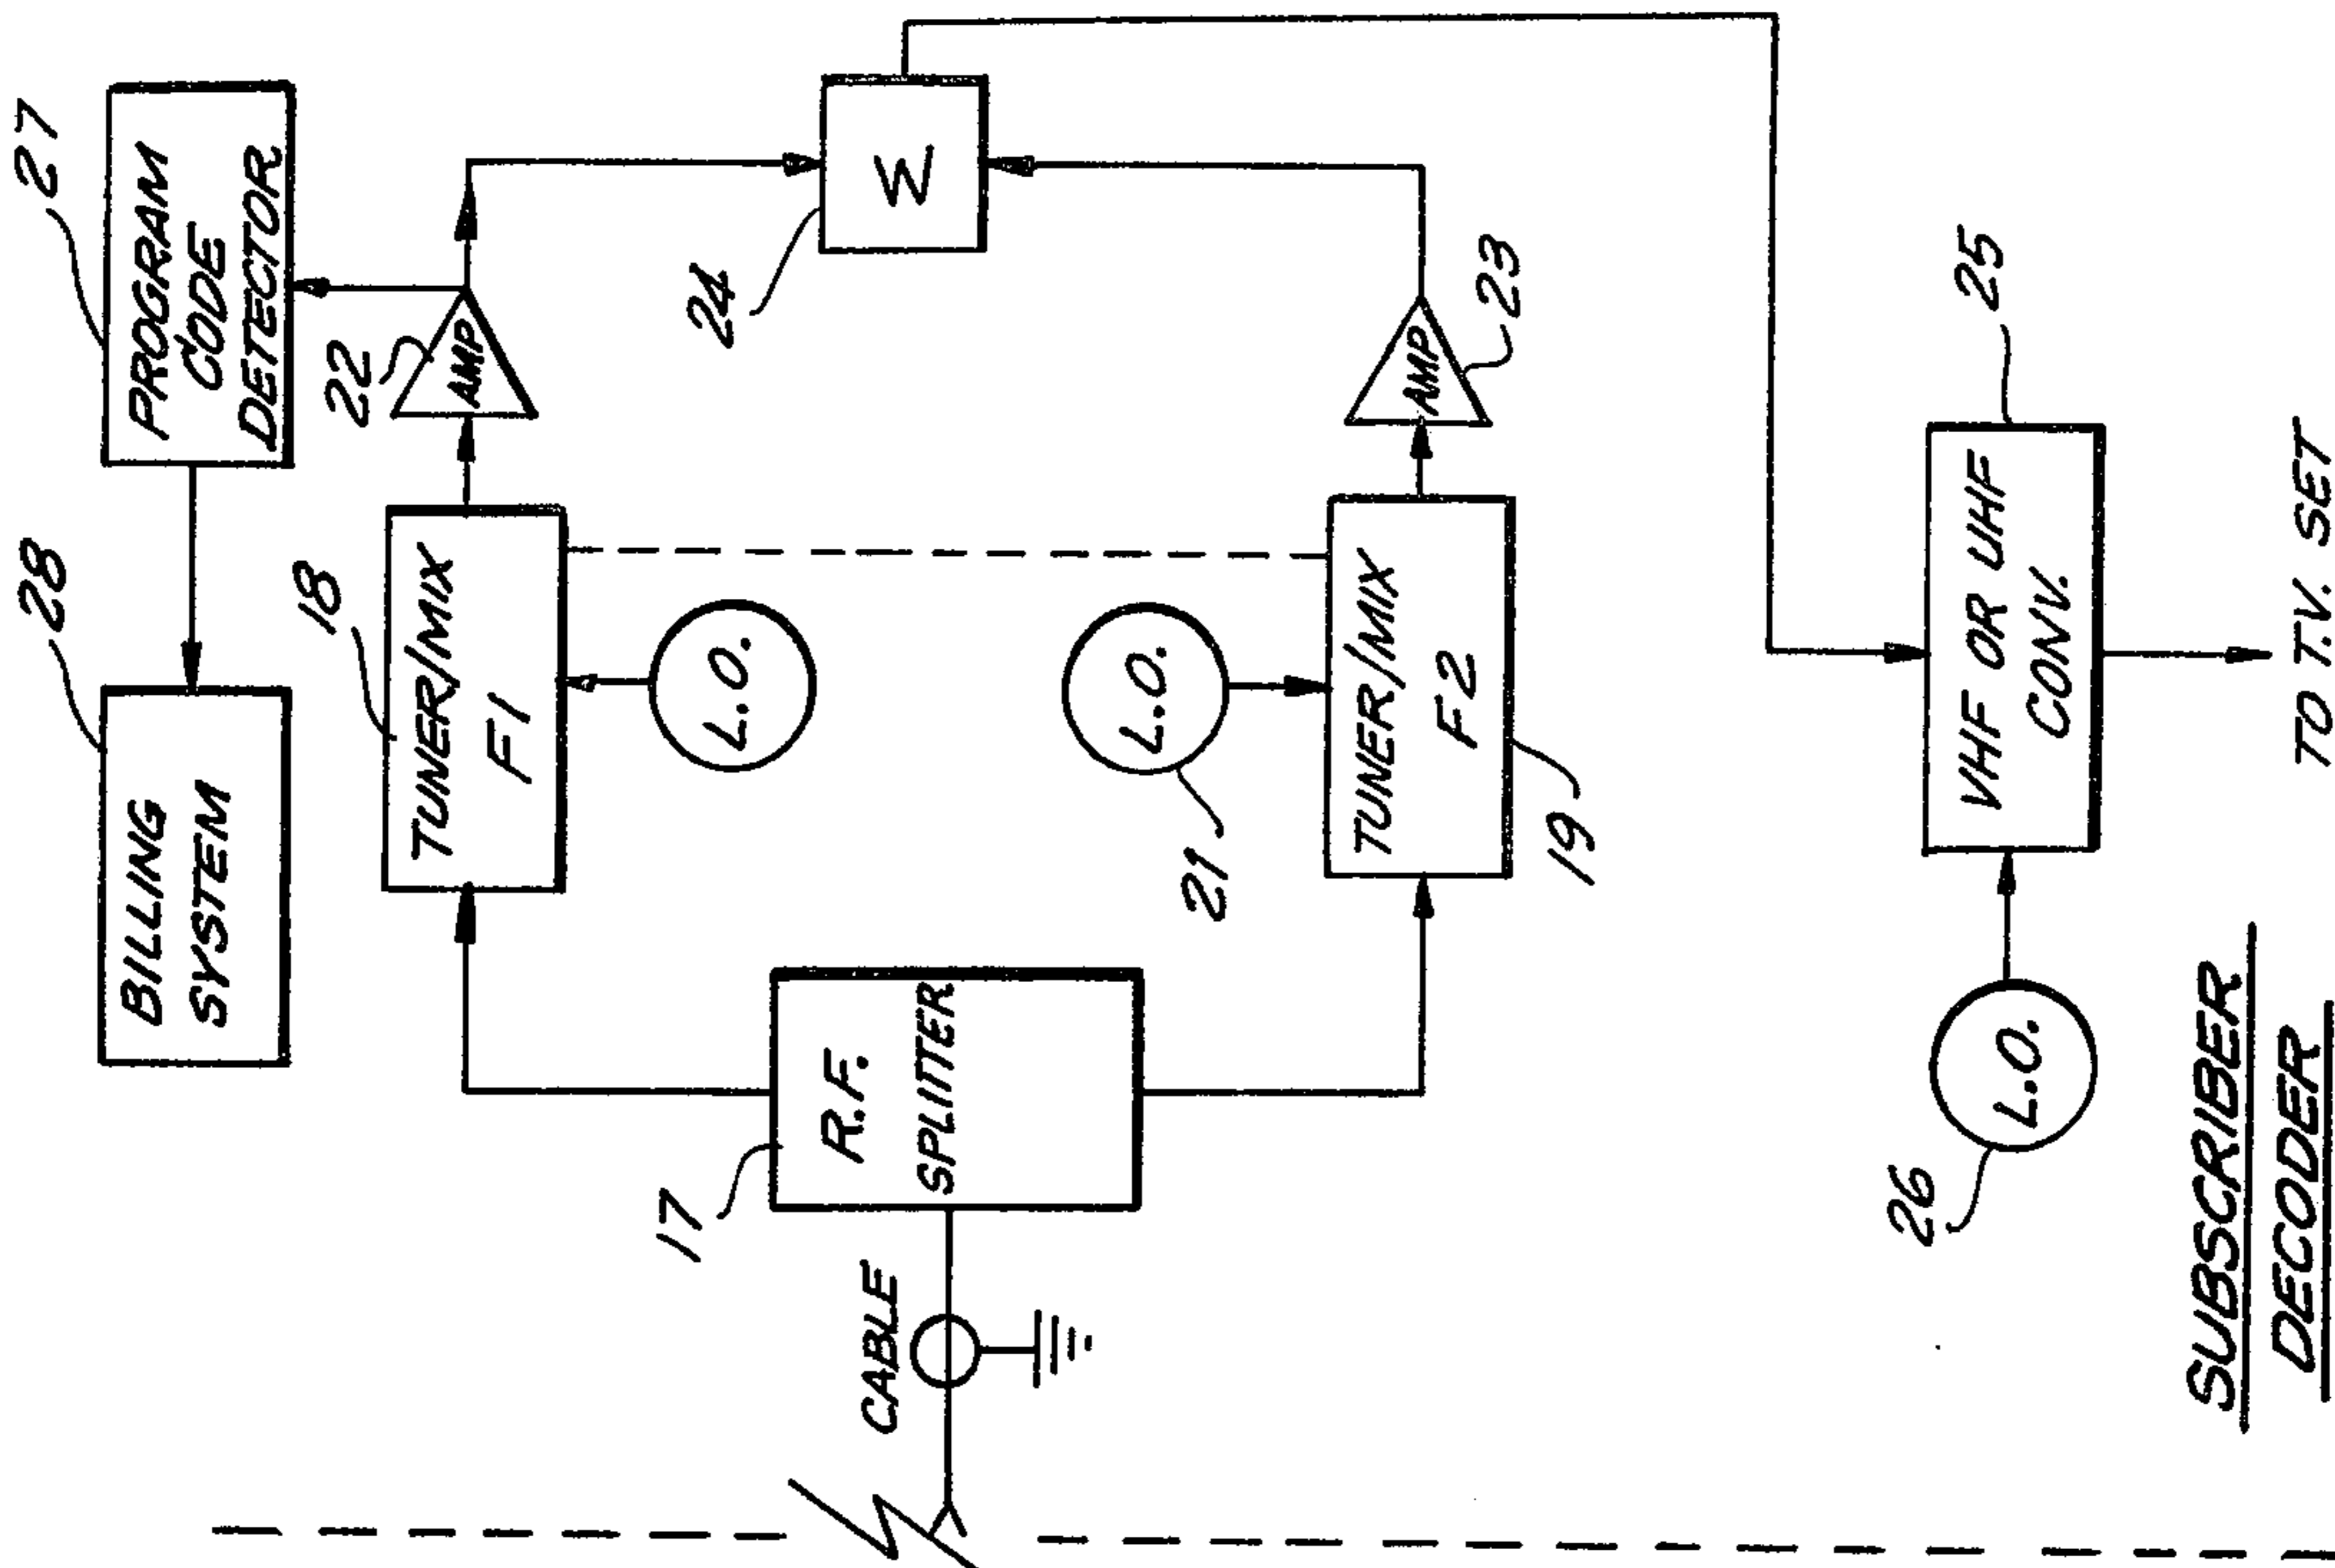 28
27
BILLING
SYSTEM
PROGRAM
CODE
DETECTOR
18
22
TUNER/MIX
F1
AMP
L.O.
17
24
CABLE
R.F.
SPLITTER
Σ
21
L.O.
TUNER/MIX
F2
AMP
19
23
26
25
L.O.
VHF OR UHF
CONV.
TO T.V. SET
SUBSCRIBER
DECODER